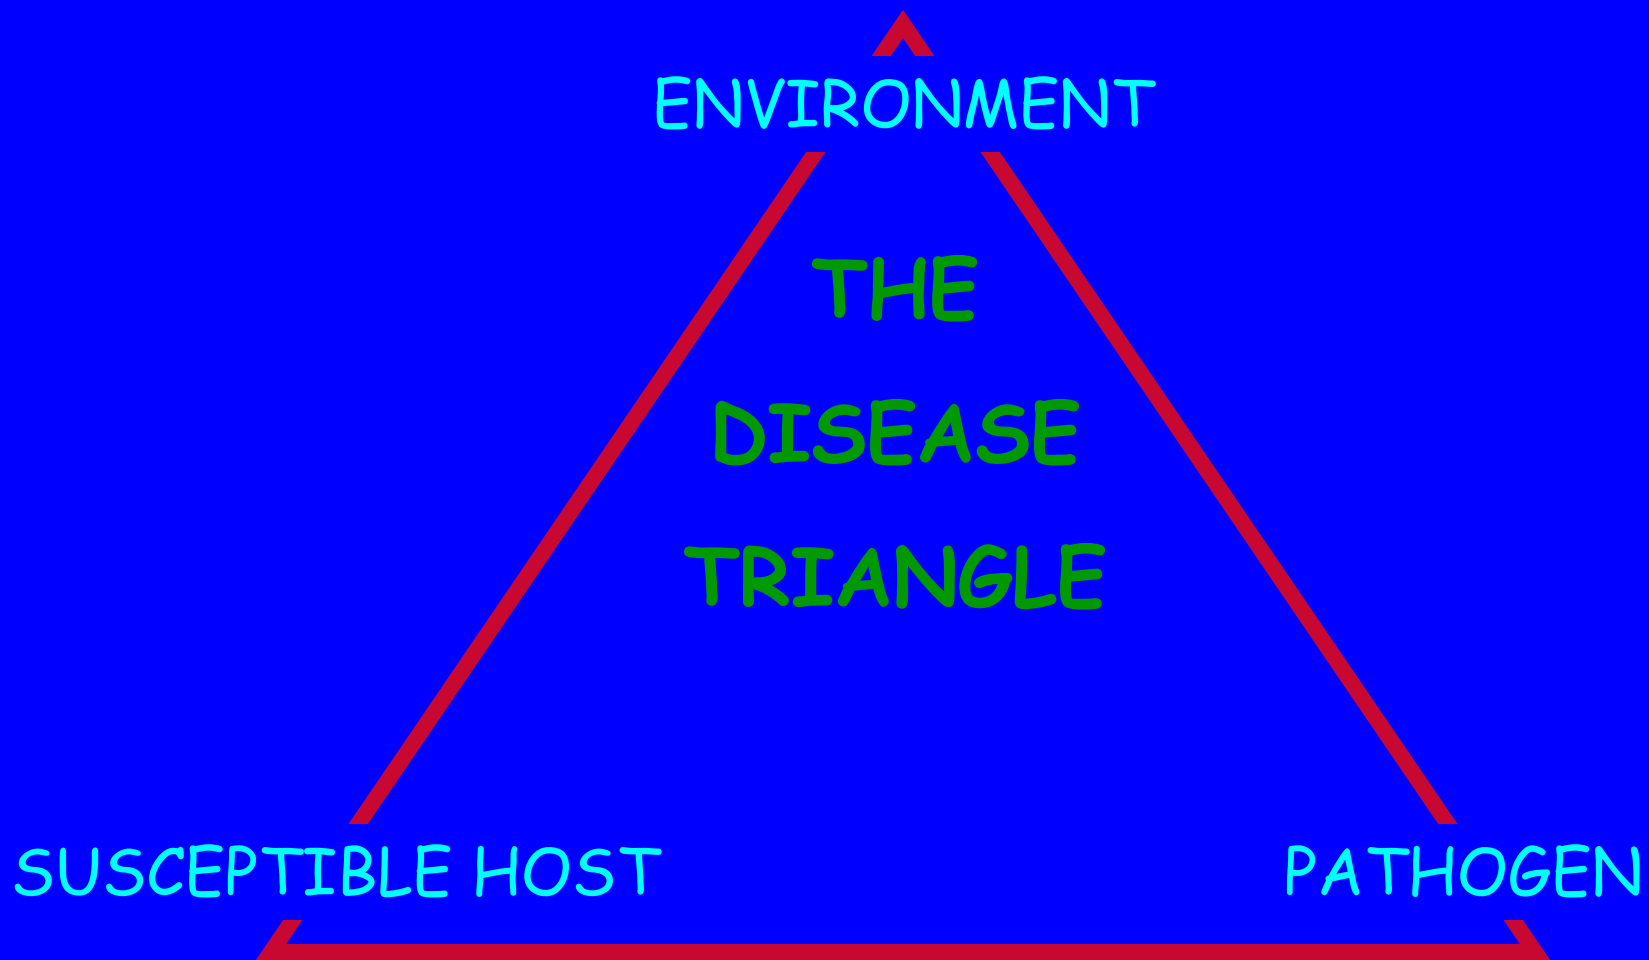 ENVIRONMENT
THE
DISEASE
TRIANGLE
SUSCEPTIBLE HOST
PATHOGEN